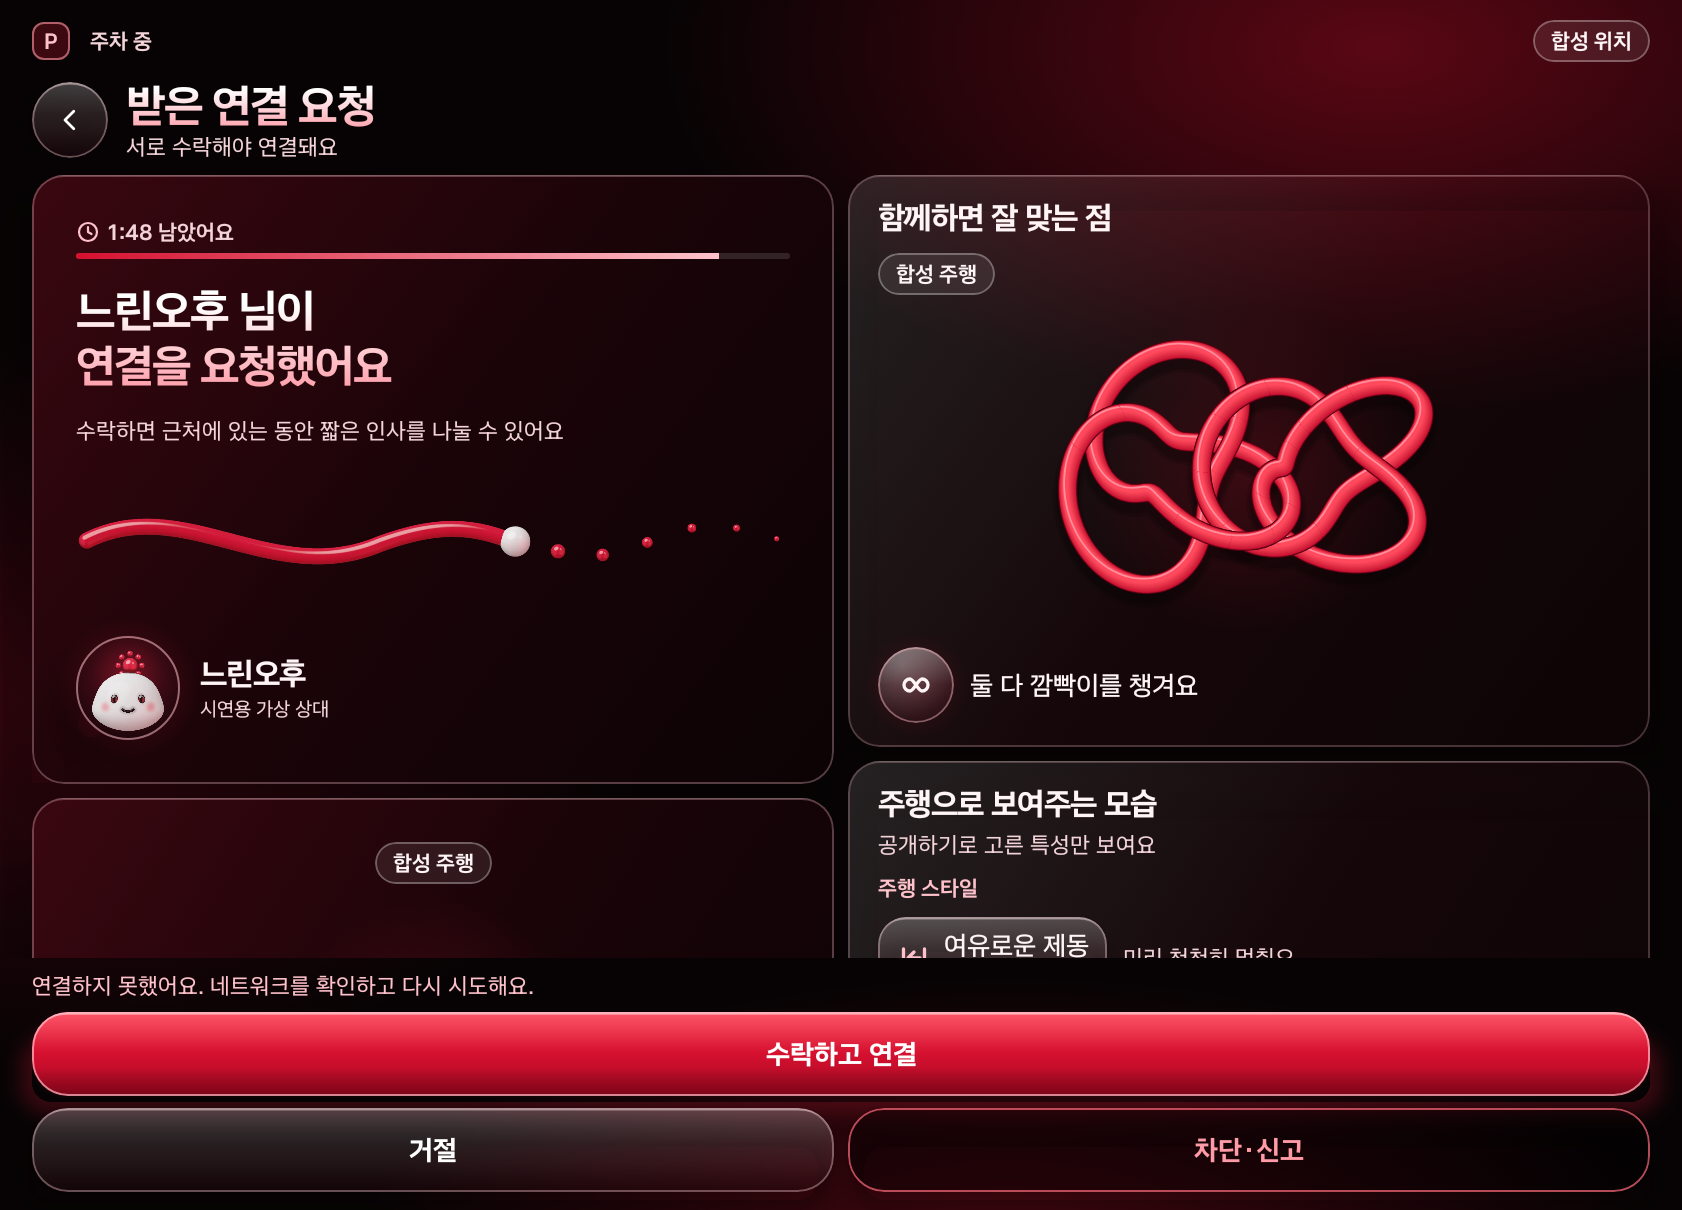 P 주차 중
합성 위치
받은 연결 요청
서로 수락해야 연결돼요
1:48 남았어요
느린오후 님이
연결을 요청했어요
수락하면 근처에 있는 동안 짧은 인사를 나눌 수 있어요
느린오후
시연용 가상 상대
합성 주행
함께하면 잘 맞는 점
합성 주행
둘 다 깜빡이를 챙겨요
주행으로 보여주는 모습
공개하기로 고른 특성만 보여요
주행 스타일
여유로운 제동
미리 천천히 멈춰요
연결하지 못했어요. 네트워크를 확인하고 다시 시도해요.
수락하고 연결
거절
차단·신고